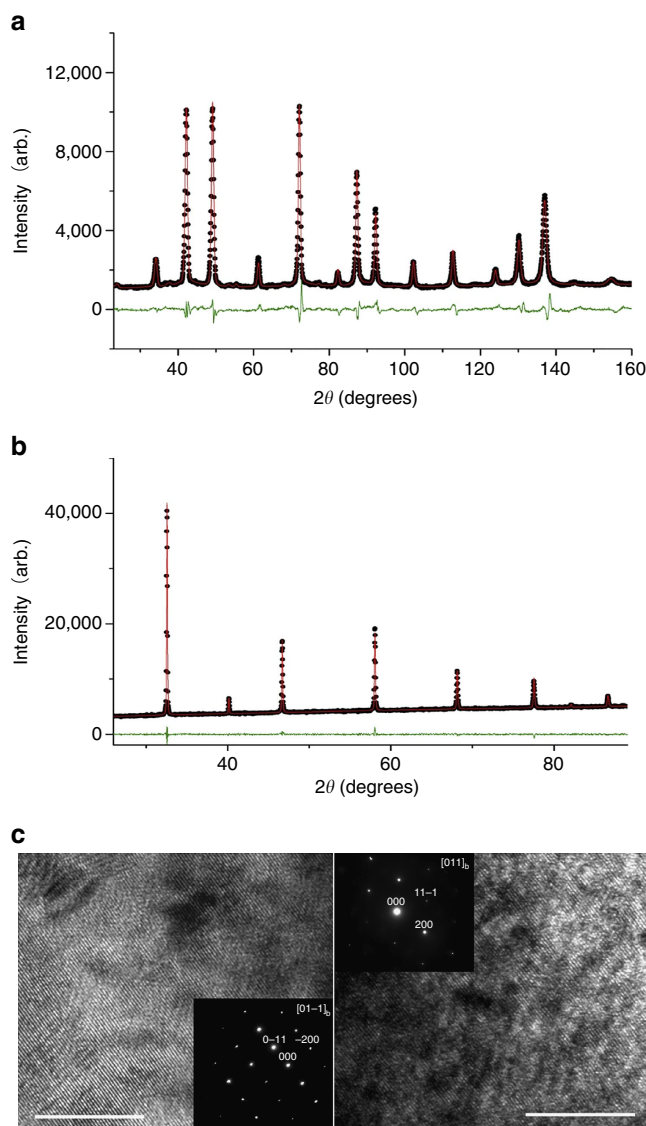 a
12,000
8,000
4,000
0
Intensity (arb.)
40 60 80 100 120 140 160
2θ (degrees)
b
40,000
20,000
0
Intensity (arb.)
40 60 80
2θ (degrees)
c
[011]b
11–1
000
200
[01–1]b
0–11 –200
000